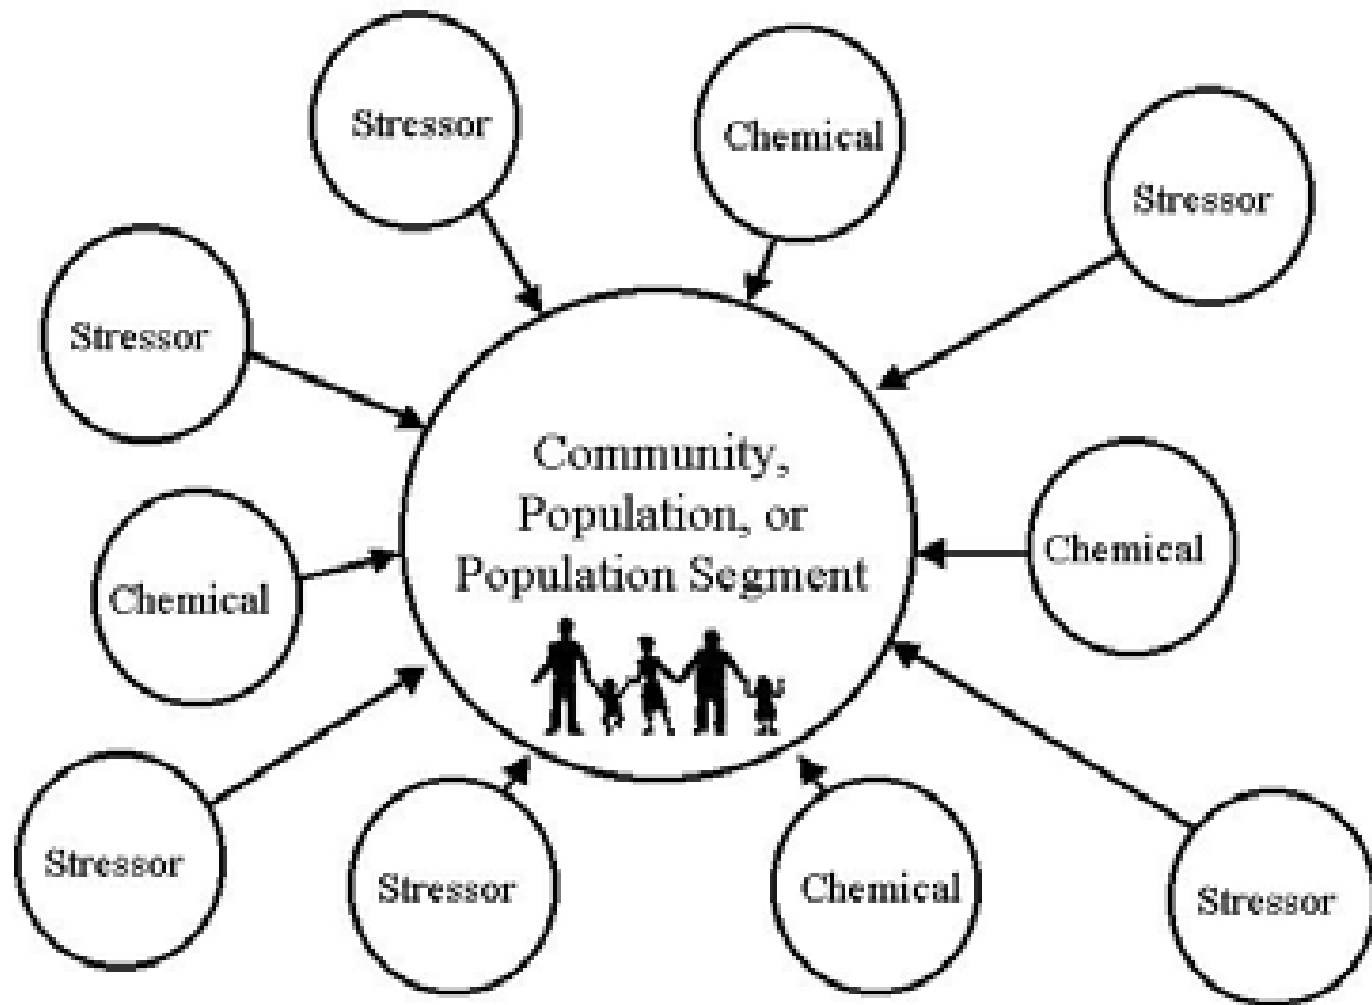 Stressor
Chemical
Stressor
Stressor
Community,
Population, or
Population Segment
Chemical
Chemical
Stressor
Stressor
Chemical
Stressor